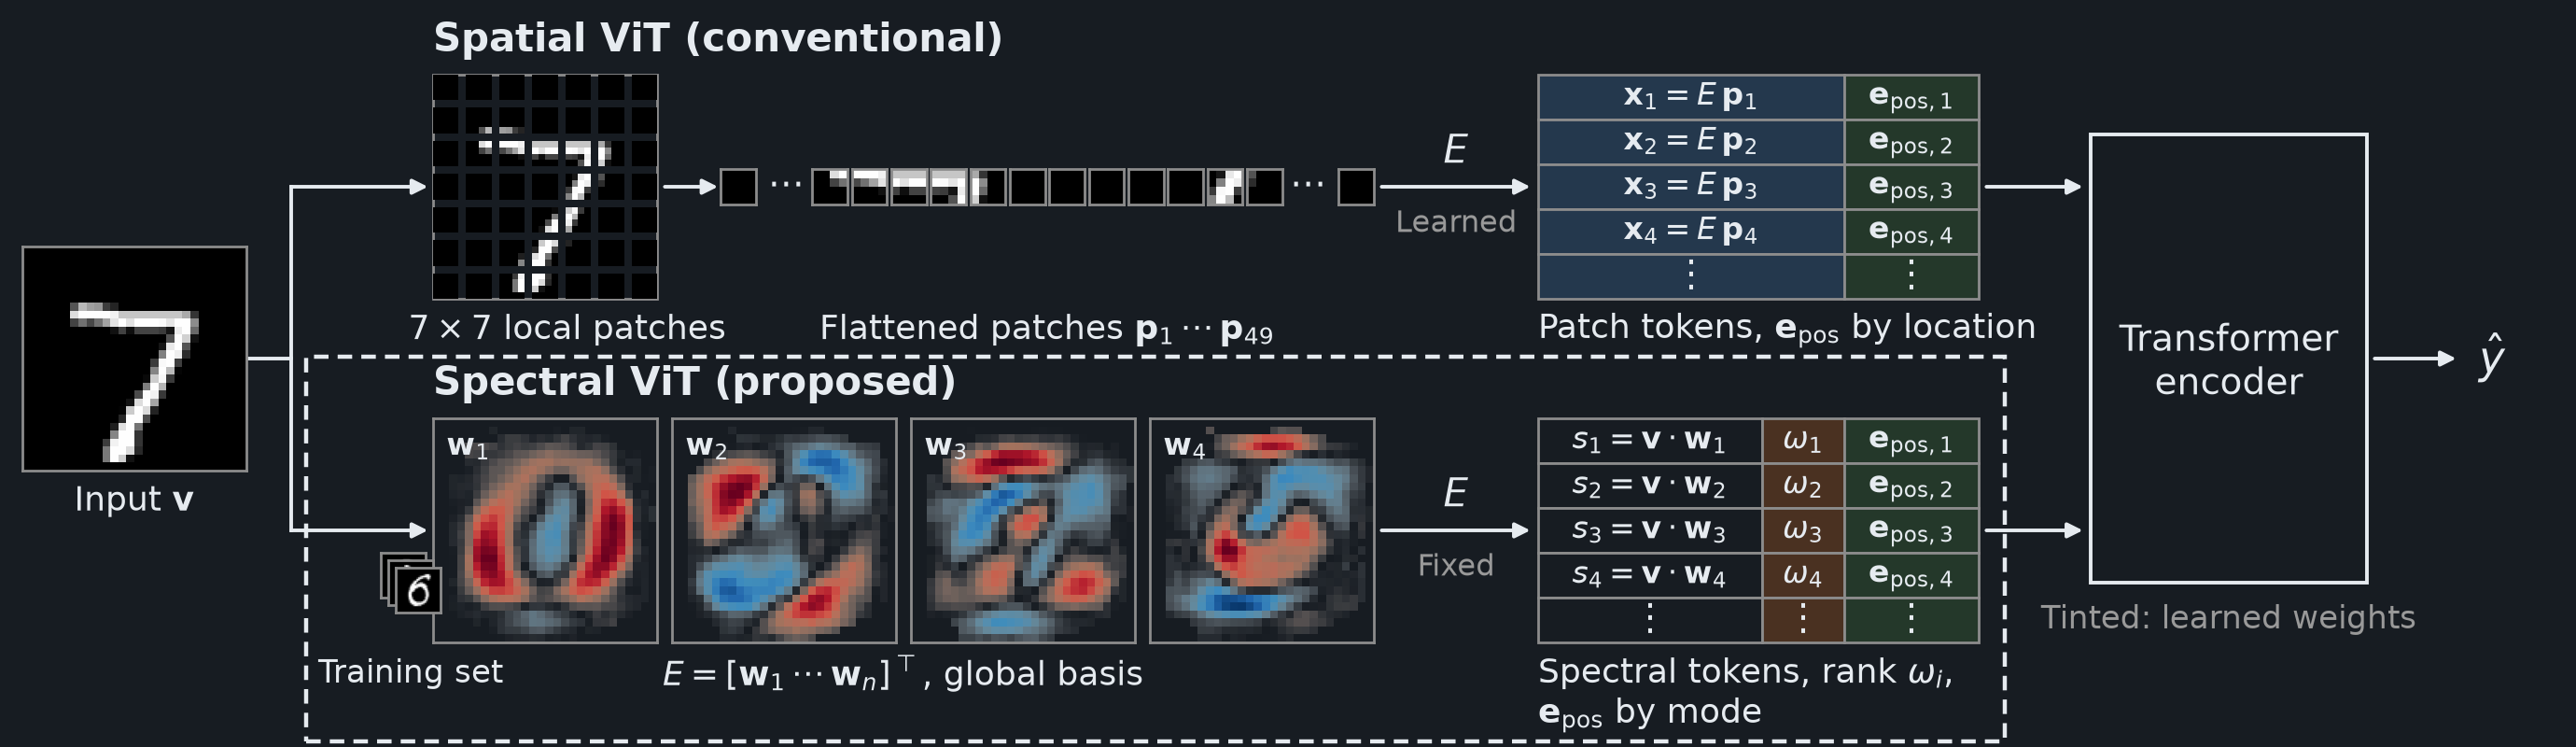 Spatial ViT (conventional)
E
Learned
x₁ = E p₁
e_pos, 1
x₂ = E p₂
e_pos, 2
x₃ = E p₃
e_pos, 3
x₄ = E p₄
e_pos, 4
⋮
⋮
7 × 7 local patches
Flattened patches p₁ ⋯ p₄₉
Patch tokens, e_pos by location
Input v
Spectral ViT (proposed)
w₁
w₂
w₃
w₄
6
Training set
E = [w₁ ⋯ wₙ]^⊤, global basis
E
Fixed
s₁ = v · w₁
ω₁
e_pos, 1
s₂ = v · w₂
ω₂
e_pos, 2
s₃ = v · w₃
ω₃
e_pos, 3
s₄ = v · w₄
ω₄
e_pos, 4
⋮
⋮
⋮
Spectral tokens, rank ωᵢ,
e_pos by mode
Transformer
encoder
ŷ
Tinted: learned weights